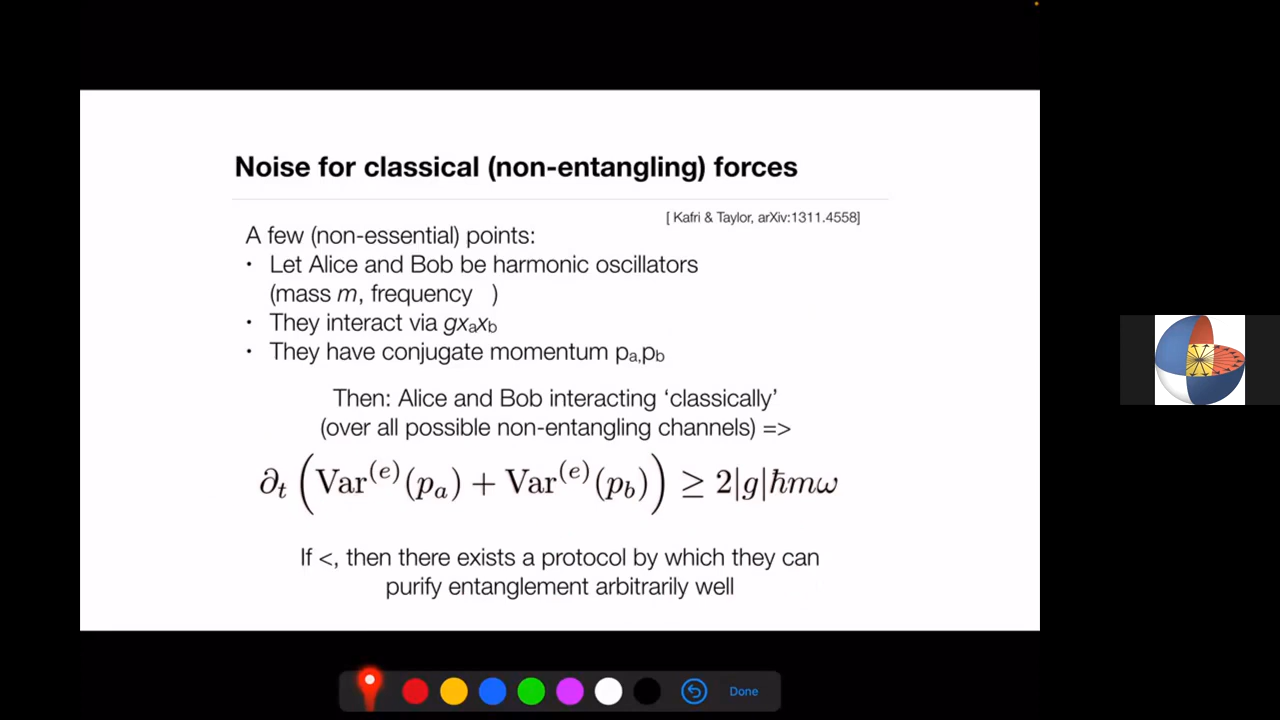 Noise for classical (non-entangling) forces
[ Kafri & Taylor, arXiv:1311.4558]
A few (non-essential) points:
• Let Alice and Bob be harmonic oscillators
(mass m, frequency )
• They interact via gxₐx_b
• They have conjugate momentum pₐ,p_b
Then: Alice and Bob interacting ‘classically’
(over all possible non-entangling channels) =>
∂ₜ (Var⁽ᵉ⁾(pₐ) + Var⁽ᵉ⁾(p_b)) ≥ 2|g|ℏmω
If <, then there exists a protocol by which they can
purify entanglement arbitrarily well
Done